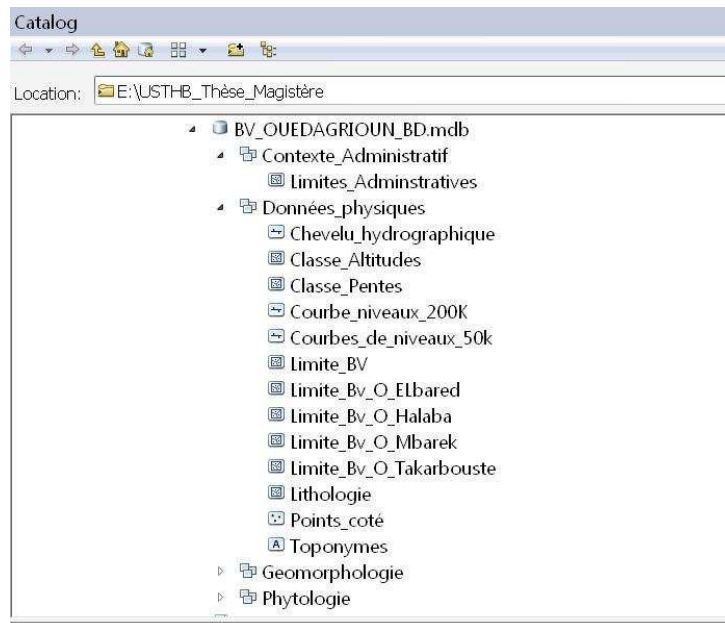 Catalog
Location: E:\USTHB_Thèse_Magistère
BV_OUEDAGRIOUN_BD.mdb
Contexte_Administratif
Limites_Adminstratives
Données_physiques
Chevelu_hydrographique
Classe_Altitudes
Classe_Pentes
Courbe_niveaux_200K
Courbes_de_niveaux_50k
Limite_BV
Limite_Bv_O_ELbared
Limite_Bv_O_Halaba
Limite_Bv_O_Mbarek
Limite_Bv_O_Takarbouste
Lithologie
Points_coté
A Toponymes
Geomorphologie
Phytologie